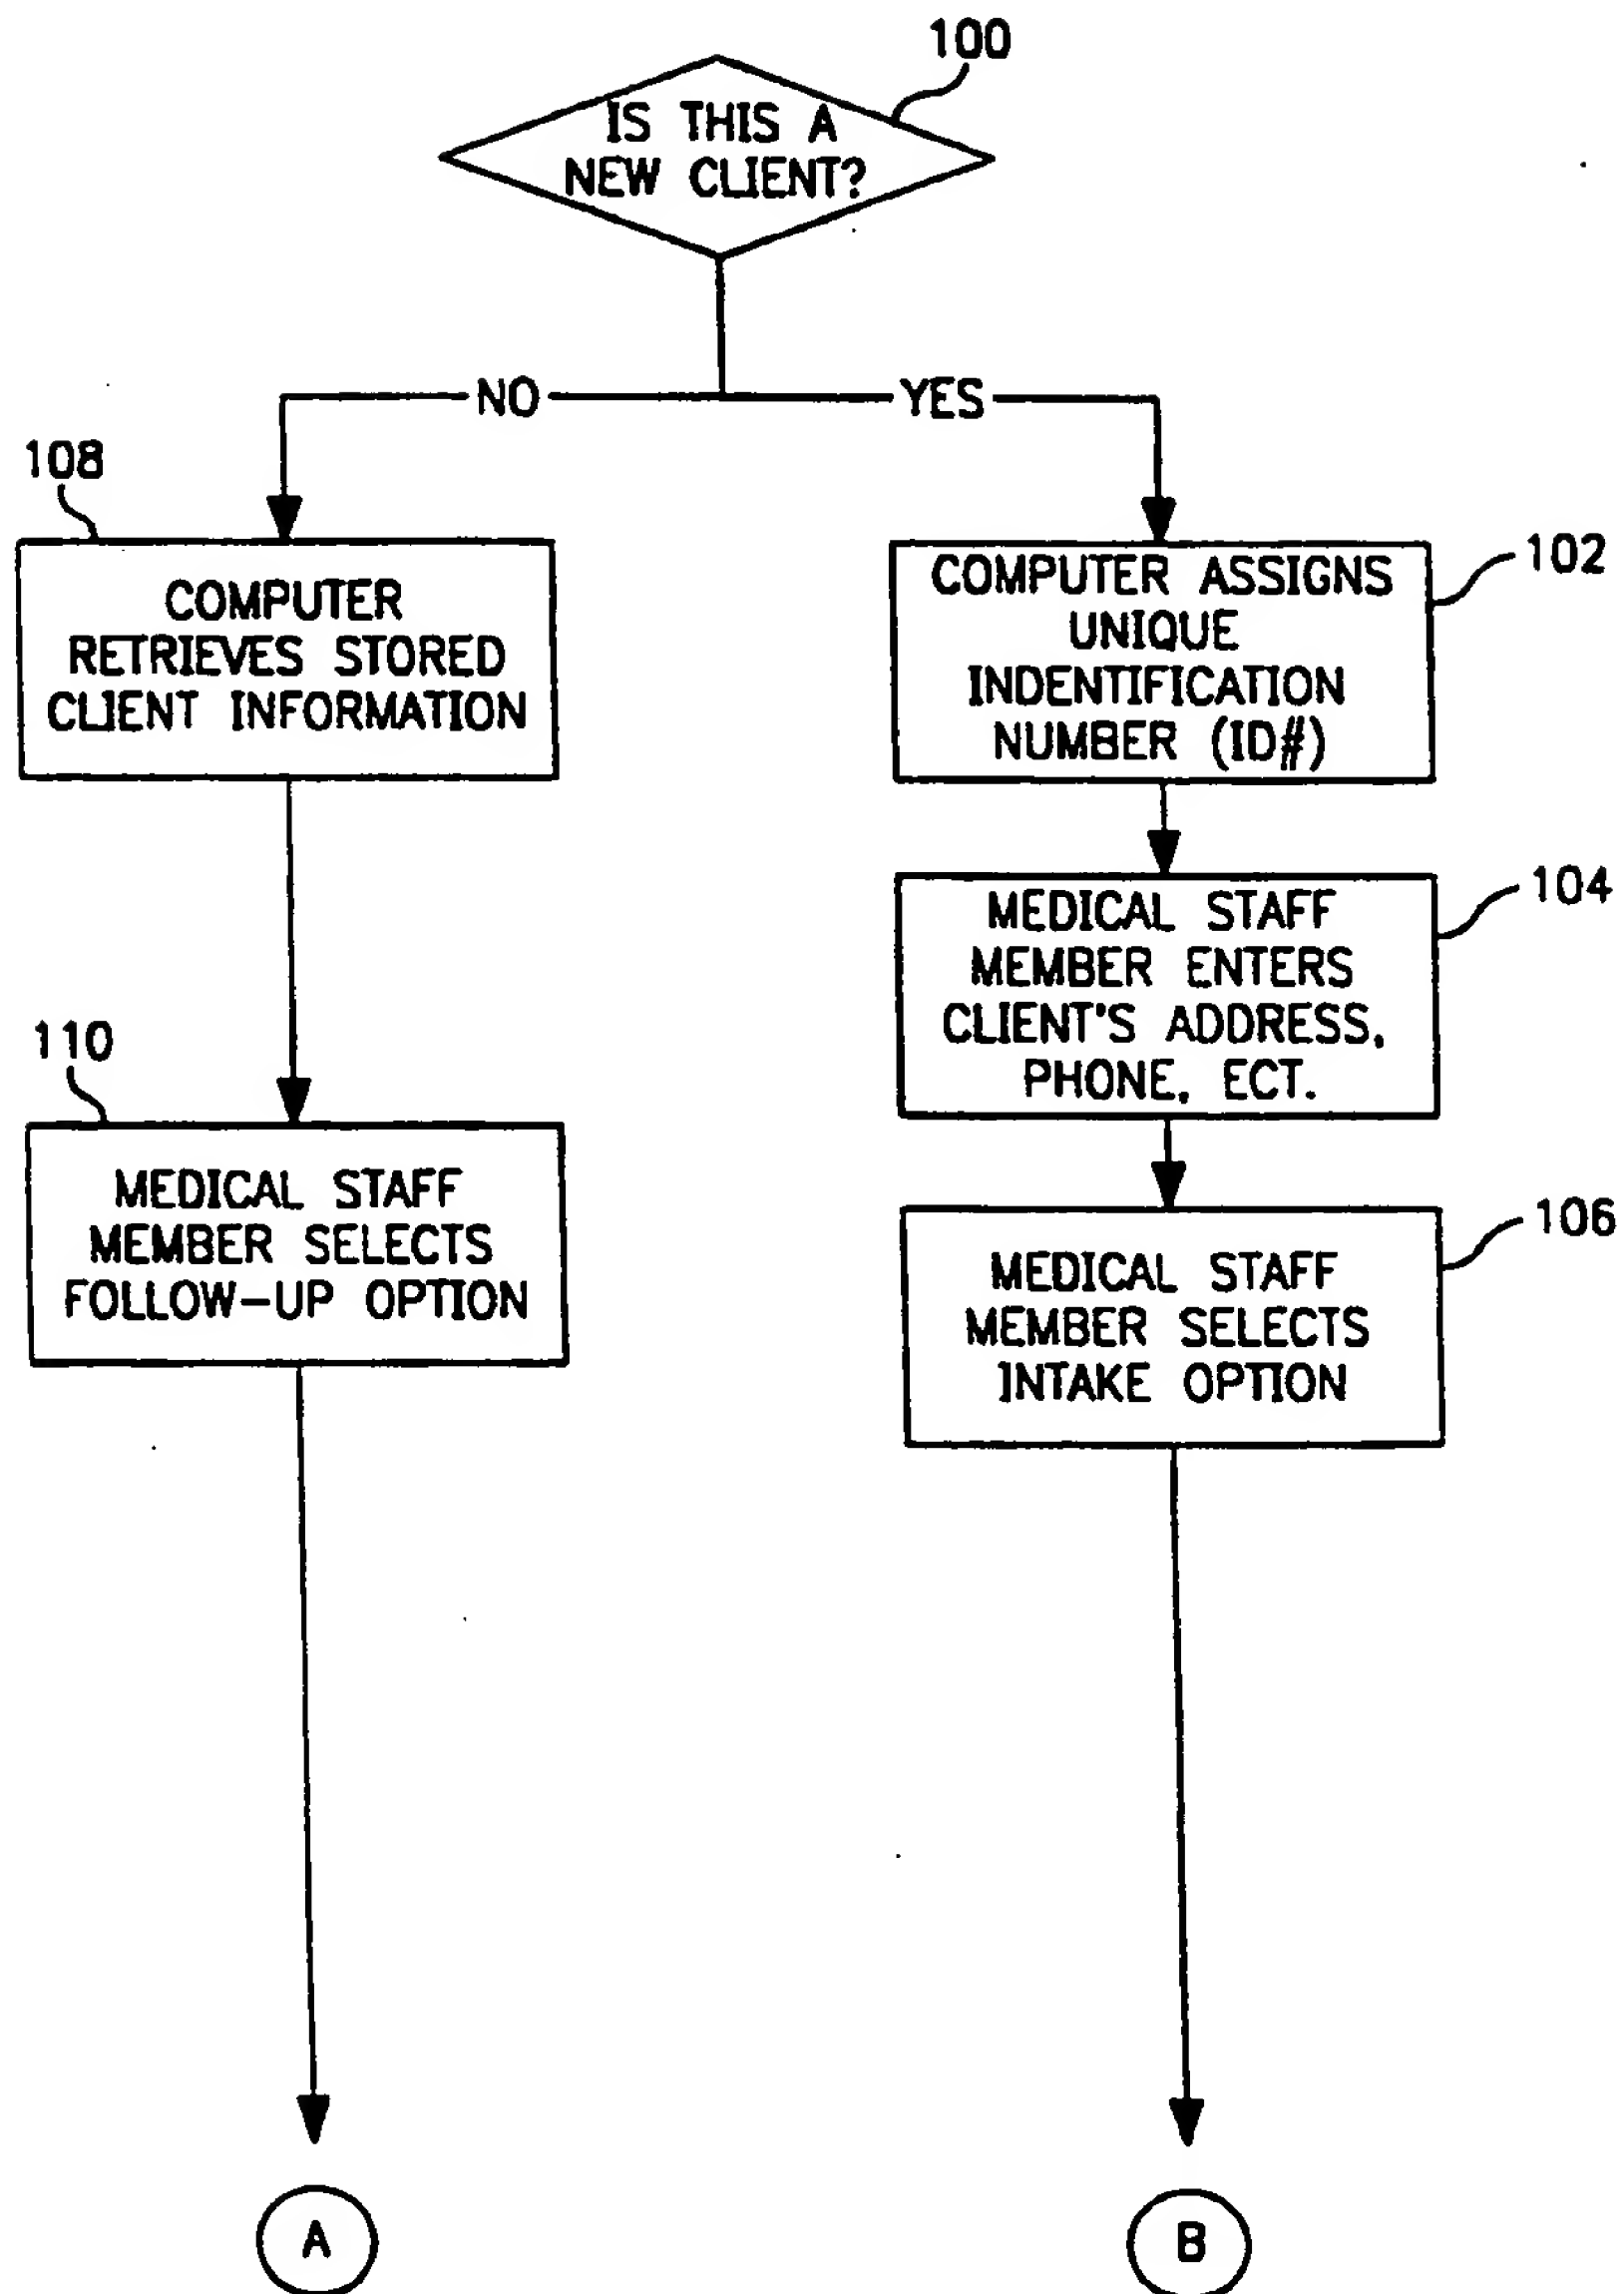 100
IS THIS A
NEW CLIENT?
NO
YES
108
COMPUTER
RETRIEVES STORED
CLIENT INFORMATION
102
COMPUTER ASSIGNS
UNIQUE
INDENTIFICATION
NUMBER (ID#)
104
MEDICAL STAFF
MEMBER ENTERS
CLIENT'S ADDRESS,
PHONE, ECT.
110
MEDICAL STAFF
MEMBER SELECTS
FOLLOW-UP OPTION
106
MEDICAL STAFF
MEMBER SELECTS
INTAKE OPTION
A
B